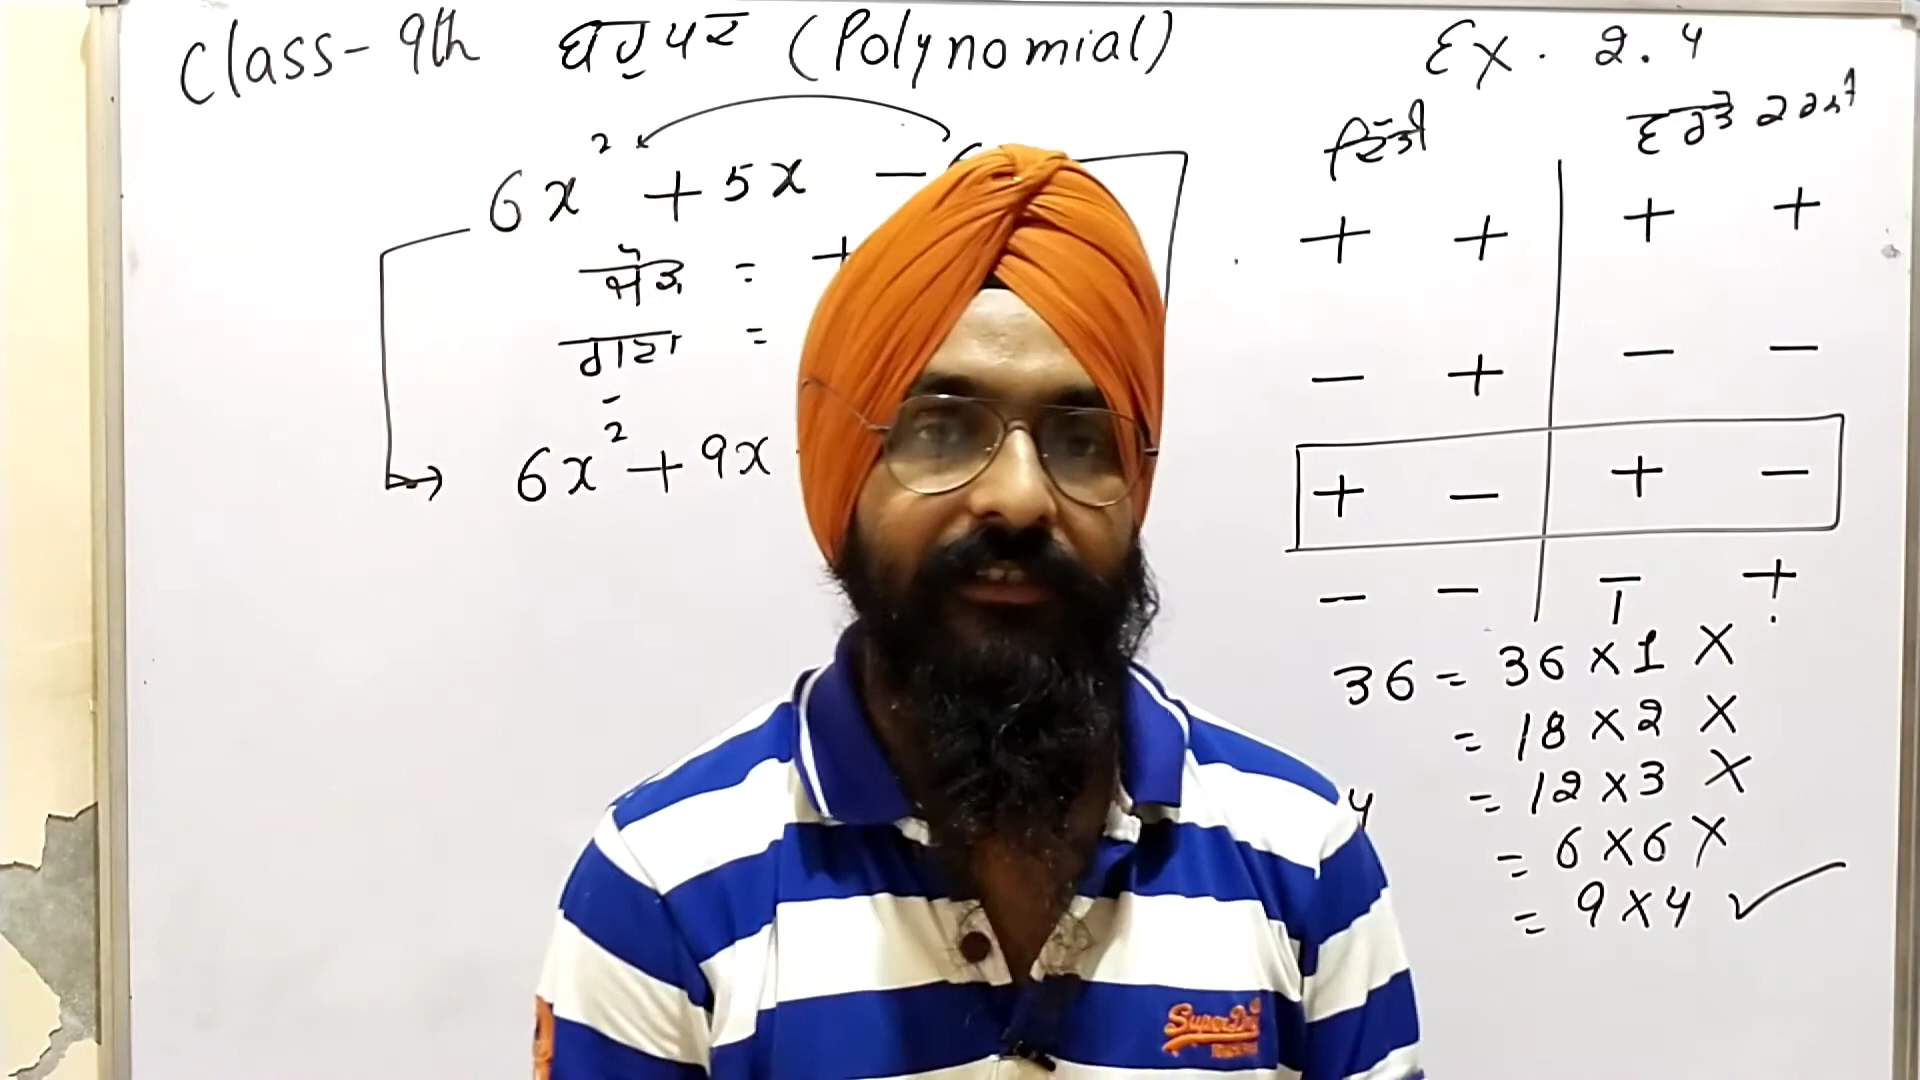 Class-9th ਬਹੁਪਦ (Polynomial) Ex. 2.4
6x² + 5x -
ਜੋੜ = +
ਗੁਣਾ =
6x² + 9x
ਦਿੱਤੀ
+ + + +
- + - -
+ - + -
- - - +
36 = 36 × 1 ×
= 18 × 2 ×
= 12 × 3 ×
= 6 × 6 ×
= 9 × 4 ✓
SuperDr